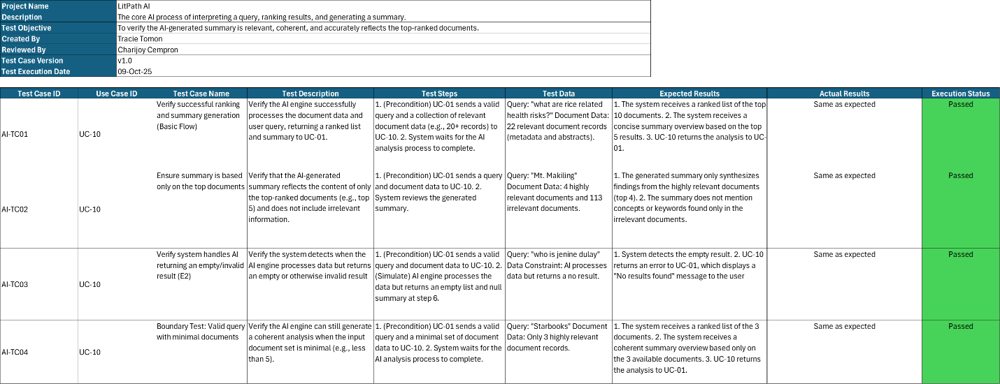 Project Name LitPath AI
Description The core AI process of interpreting a query, ranking results, and generating a summary.
Test Objective To verify the AI-generated summary is relevant, coherent, and accurately reflects the top-ranked documents.
Created By Tracie Tomon
Reviewed By Charijoy Cempron
Test Case Version v1.0
Test Execution Date 09-Oct-25
Test Case ID Use Case ID Test Case Name Test Description Test Steps Test Data Expected Results Actual Results Execution Status
AI-TC01
UC-10
Verify successful ranking
and summary generation
(Basic Flow)
Verify the AI engine successfully
processes the document data and
user query, returning a ranked list
and summary to UC-01.
1. (Precondition) UC-01 sends a valid
query and a collection of relevant
document data (e.g., 20+ records) to
UC-10. 2. System waits for the AI
analysis process to complete.
Query: "what are rice related
health risks?" Document Data:
22 relevant document records
(metadata and abstracts).
1. The system receives a ranked list of the top
10 documents. 2. The system receives a
concise summary overview based on the top
5 results. 3. UC-10 returns the analysis to UC-
01.
Same as expected
Passed
AI-TC02
UC-10
Ensure summary is based
only on the top documents
Verify that the AI-generated
summary reflects the content of only
the top-ranked documents (e.g., top
5) and does not include irrelevant
information.
1. (Precondition) UC-01 sends a query
and document data to UC-10. 2.
System reviews the generated
summary.
Query: "Mt. Makiling"
Document Data: 4 highly
relevant documents and 113
irrelevant documents.
1. The generated summary only synthesizes
findings from the highly relevant documents
(top 4). 2. The summary does not mention
concepts or keywords found only in the
irrelevant documents.
Same as expected
Passed
AI-TC03
UC-10
Verify system handles AI
returning an empty/invalid
result (E2)
Verify the system detects when the
AI engine processes data but returns
an empty or otherwise invalid result
1. (Precondition) UC-01 sends a valid
query and document data to UC-10. 2.
(Simulate) AI engine processes the
data but returns an empty list and null
summary at step 6.
Query: "who is jenine dulay"
Data Constraint: AI processes
data but returns a no result.
1. System detects the empty result. 2. UC-10
returns an error to UC-01, which displays a
"No results found" message to the user
Same as expected
Passed
AI-TC04
UC-10
Boundary Test: Valid query
with minimal documents
Verify the AI engine can still generate
a coherent analysis when the input
document set is minimal (e.g., less
than 5).
1. (Precondition) UC-01 sends a valid
query and a minimal set of document
data to UC-10. 2. System waits for the
AI analysis process to complete.
Query: "Starbooks" Document
Data: Only 3 highly relevant
document records.
1. The system receives a ranked list of the 3
documents. 2. The system receives a
coherent summary overview based only on
the 3 available documents. 3. UC-10 returns
the analysis to UC-01.
Same as expected
Passed